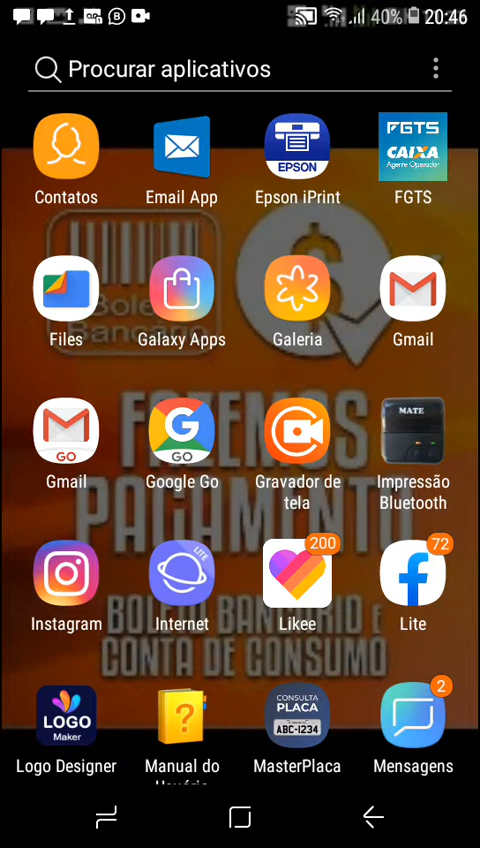 40% 20:46
Procurar aplicativos
FGTS
CAIXA
Agente Operador
EPSON
Contatos
Email App
Epson iPrint
FGTS
Boleto
Bancário
Files
Galaxy Apps
Galeria
Gmail
FAZEMOS
MATE
GO
GO
Gmail
Google Go
Gravador de
tela
Impressão
Bluetooth
PAGAMENTO
LITE
200
72
Instagram
Internet
Likee
Lite
BOLETO BANCÁRIO E
CONTA DE CONSUMO
LOGO
Maker
CONSULTA
PLACA
ABC-1234
2
Logo Designer
Manual do
Usuário
MasterPlaca
Mensagens